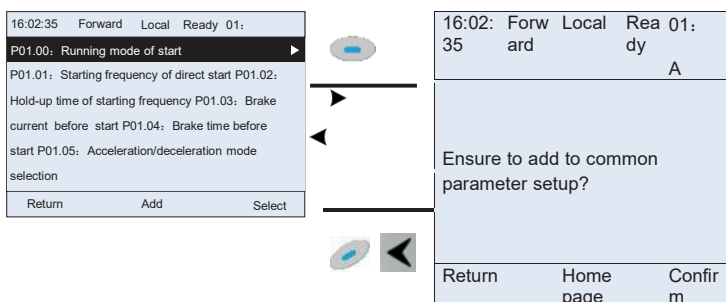 16:02:35 Forward Local Ready 01:
P01.00: Running mode of start
P01.01: Starting frequency of direct start P01.02:
Hold-up time of starting frequency P01.03: Brake
current before start P01.04: Brake time before
start P01.05: Acceleration/deceleration mode
selection
Return Add Select
16:02: Forw Local Rea 01:
35 ard dy
A
Ensure to add to common
parameter setup?
Return Home Confir
page m